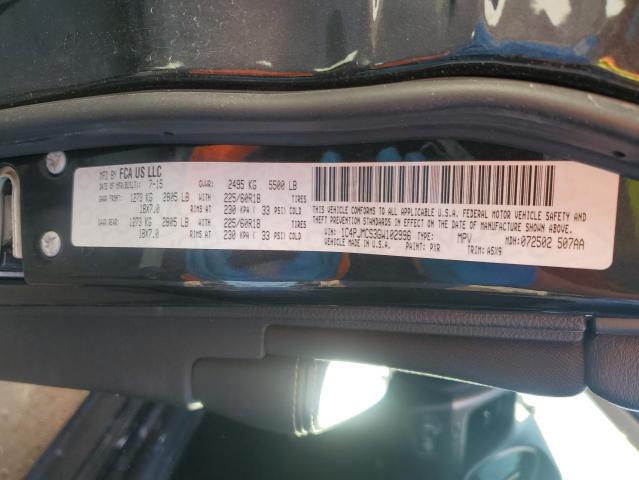 MFD BY FCA US LLC
DATE OF MFR/BUILT: 7-15 GVWR: 2495 KG 5500 LB
GAWR FRONT: 1273 KG 2805 LB WITH 225/60R18 TIRES
18X7.0 RIMS AT 230 KPA ( 33 PSI) COLD
GAWR REAR: 1273 KG 2805 LB WITH 225/60R18 TIRES
18X7.0 RIMS AT 230 KPA ( 33 PSI) COLD
THIS VEHICLE CONFORMS TO ALL APPLICABLE U.S.A. FEDERAL MOTOR VEHICLE SAFETY AND
THEFT PREVENTION STANDARDS IN EFFECT ON THE DATE OF MANUFACTURE SHOWN ABOVE.
VIN: 1C4PJMCS3GW102996 TYPE: MPV MDH: 072502 507AA
VEHICLE MADE IN U.S.A. PAINT: PXR TRIM: A5X9